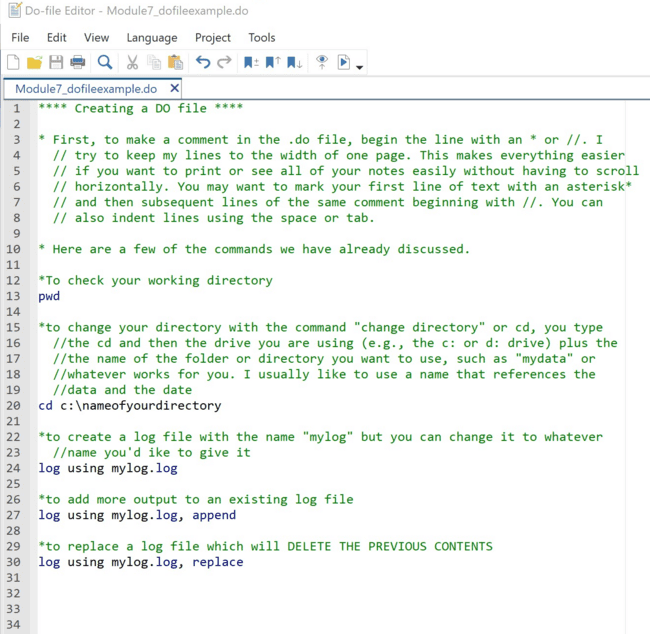 Do-file Editor - Module7_dofileexample.do
File Edit View Language Project Tools
Module7_dofileexample.do ✕
1 **** Creating a DO file ****
2
3 * First, to make a comment in the .do file, begin the line with an * or //. I
4 // try to keep my lines to the width of one page. This makes everything easier
5 // if you want to print or see all of your notes easily without having to scroll
6 // horizontally. You may want to mark your first line of text with an asterisk*
7 // and then subsequent lines of the same comment beginning with //. You can
8 // also indent lines using the space or tab.
9
10 * Here are a few of the commands we have already discussed.
11
12 *To check your working directory
13 pwd
14
15 *to change your directory with the command "change directory" or cd, you type
16 //the cd and then the drive you are using (e.g., the c: or d: drive) plus the
17 //the name of the folder or directory you want to use, such as "mydata" or
18 //whatever works for you. I usually like to use a name that references the
19 //data and the date
20 cd c:\nameofyourdirectory
21
22 *to create a log file with the name "mylog" but you can change it to whatever
23 //name you'd ike to give it
24 log using mylog.log
25
26 *to add more output to an existing log file
27 log using mylog.log, append
28
29 *to replace a log file which will DELETE THE PREVIOUS CONTENTS
30 log using mylog.log, replace
31
32
33
34